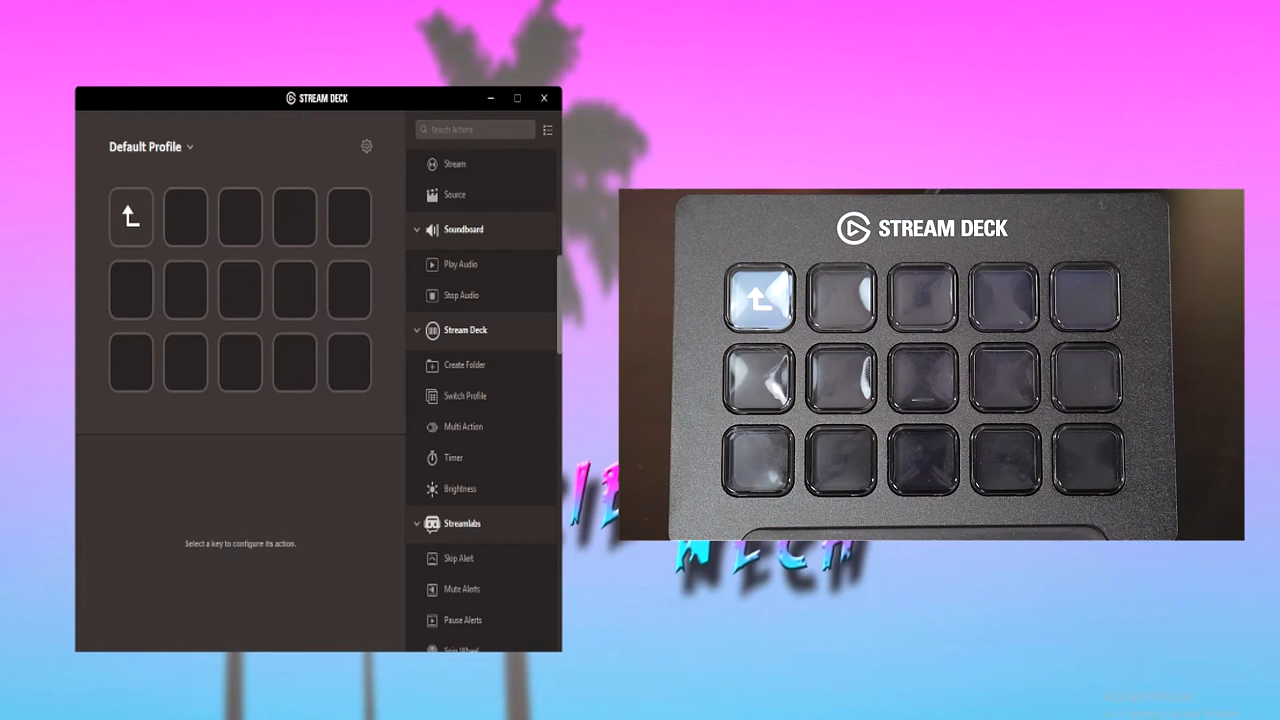 STREAM DECK
Default Profile
Search Actions
Stream
Source
Soundboard
Play Audio
Stop Audio
Stream Deck
Create Folder
Switch Profile
Multi Action
Timer
Brightness
Streamlabs
Skip Alert
Mute Alerts
Pause Alerts
Spin Wheel
Select a key to configure its action.
STREAM DECK